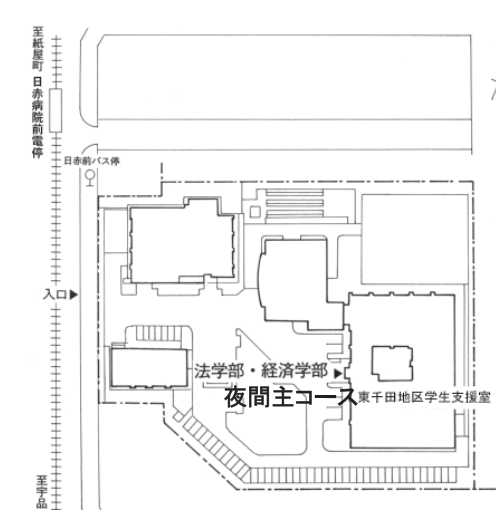 至紙屋町
日赤病院前電停
日赤前バス停
入口▶
法学部・経済学部▶
夜間主コース
東千田地区学生支援室
至宇品